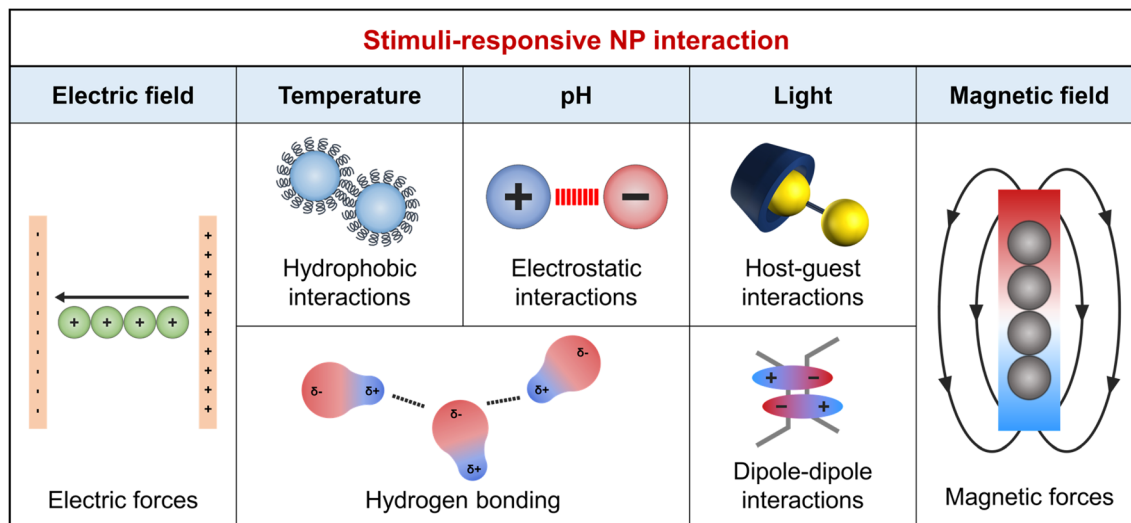 Stimuli-responsive NP interaction
Electric field
Temperature
pH
Light
Magnetic field
- - - - - - - - - - -
+ + + + + + + + + +
+ + + +
Electric forces
Hydrophobic
interactions
+ −
Electrostatic
interactions
Host-guest
interactions
δ- δ+
δ-
δ+
δ-
δ+
Hydrogen bonding
+ −
− +
Dipole-dipole
interactions
Magnetic forces